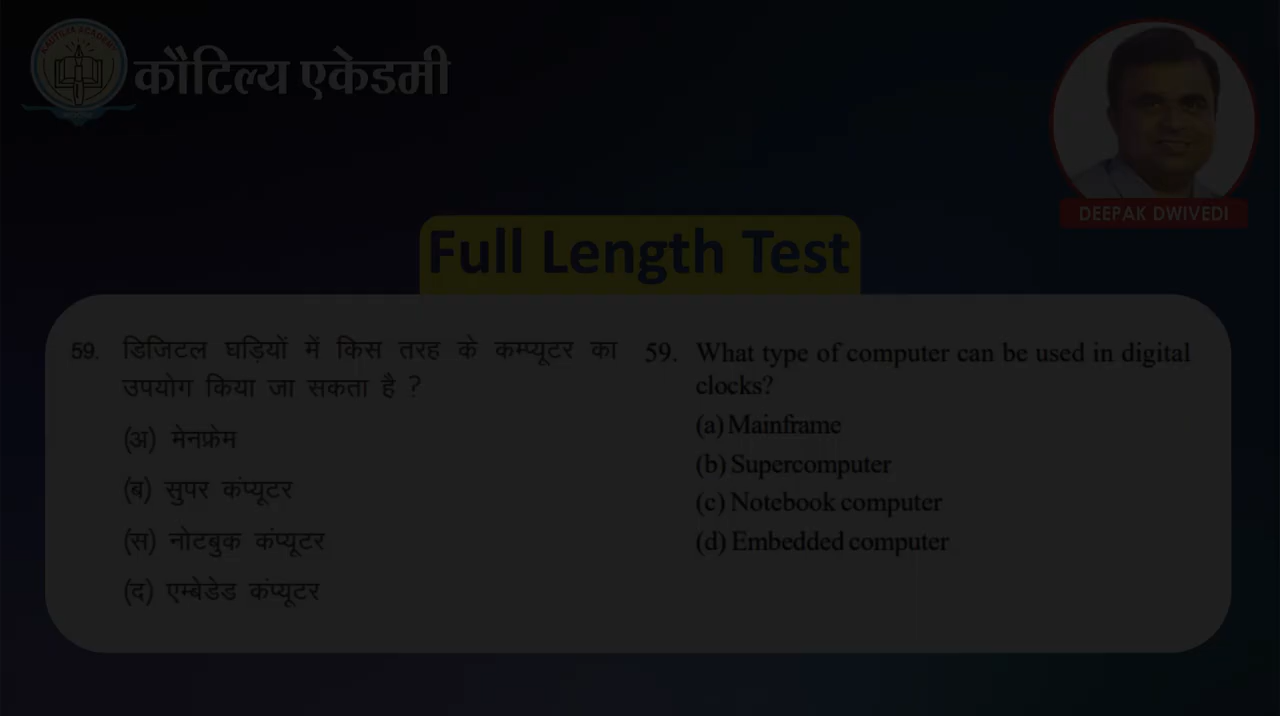 KAUTILYA ACADEMY
कौटिल्य एकेडमी
DEEPAK DWIVEDI
Full Length Test
59. डिजिटल घड़ियों में किस तरह के कम्प्यूटर का
उपयोग किया जा सकता है ?
(अ) मेनफ्रेम
(ब) सुपर कंप्यूटर
(स) नोटबुक कंप्यूटर
(द) एम्बेडेड कंप्यूटर
59. What type of computer can be used in digital
clocks?
(a) Mainframe
(b) Supercomputer
(c) Notebook computer
(d) Embedded computer